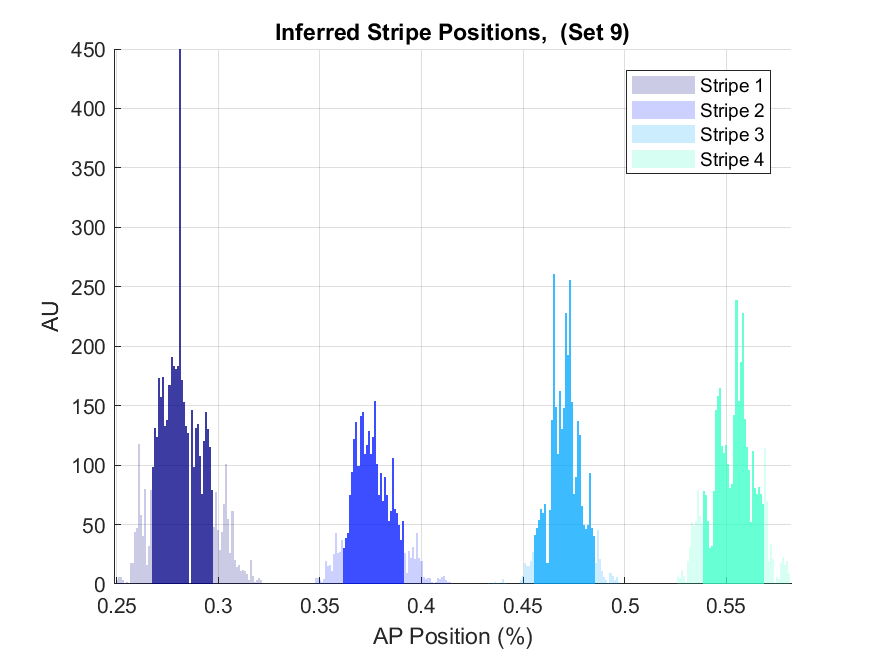 Inferred Stripe Positions,  (Set 9)
450
400
350
300
250
200
150
100
50
0
AU
Stripe 1
Stripe 2
Stripe 3
Stripe 4
0.25 0.3 0.35 0.4 0.45 0.5 0.55
AP Position (%)